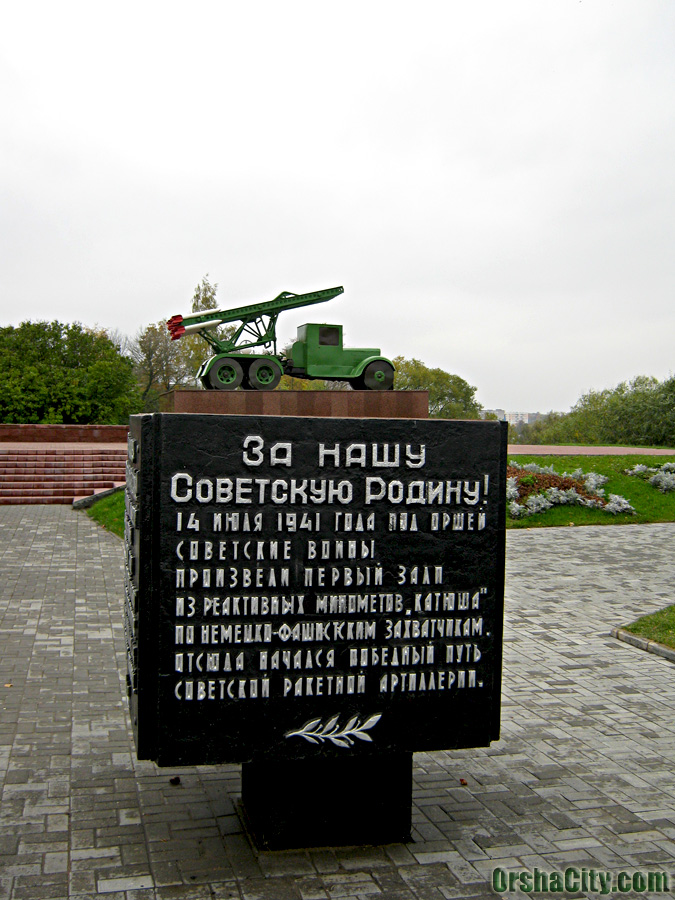 За нашу
Советскую Родину!
14 июля 1941 года под Оршей
советские воины
произвели первый залп
из реактивных миномётов „Катюша"
по немецко-фашистским захватчикам.
Отсюда начался победный путь
советской ракетной артиллерии.
OrshaCity.com